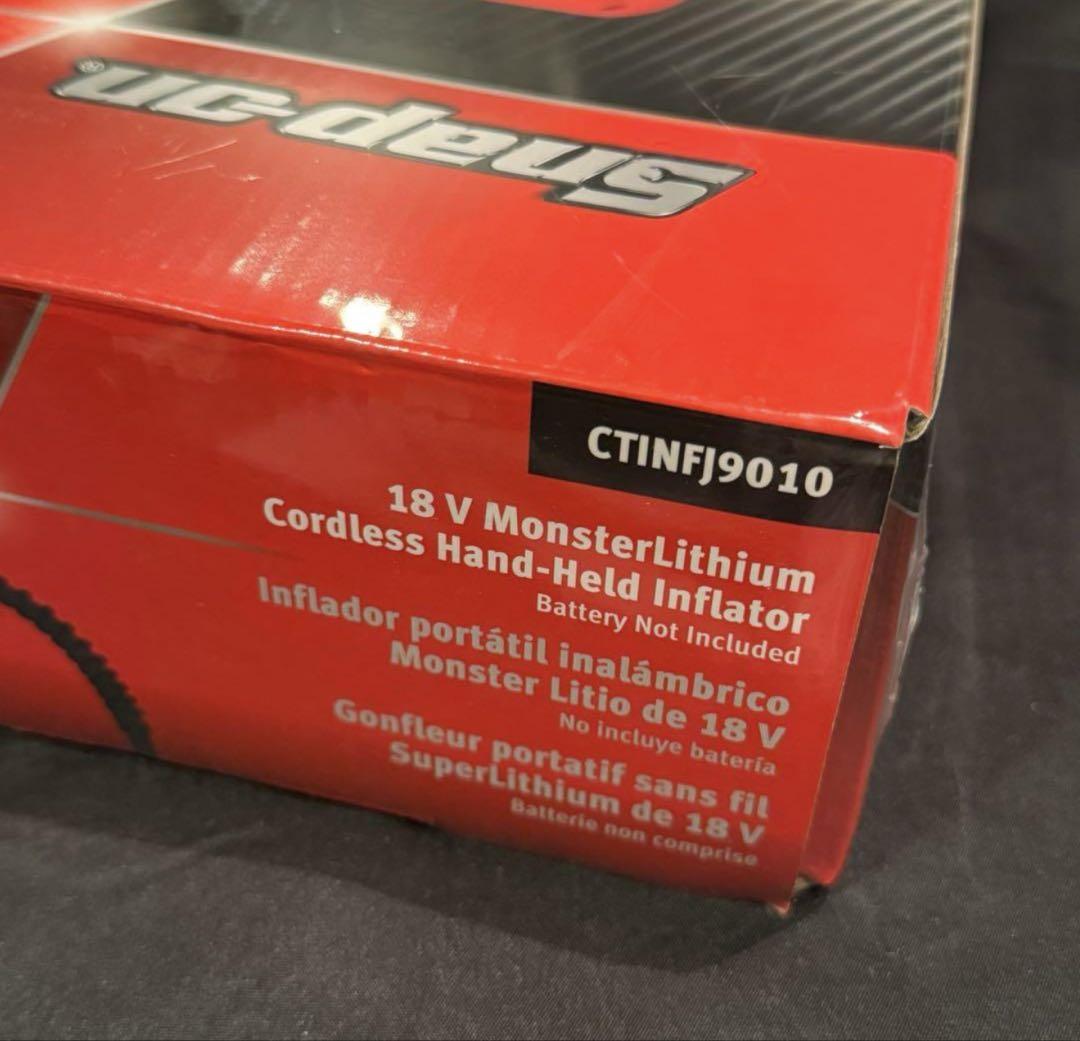 Snap-on®
CTINFJ9010
18 V MonsterLithium
Cordless Hand-Held Inflator
Battery Not Included
Inflador portátil inalámbrico
Monster Litio de 18 V
No incluye batería
Gonfleur portatif sans fil
SuperLithium de 18 V
Batterie non comprise